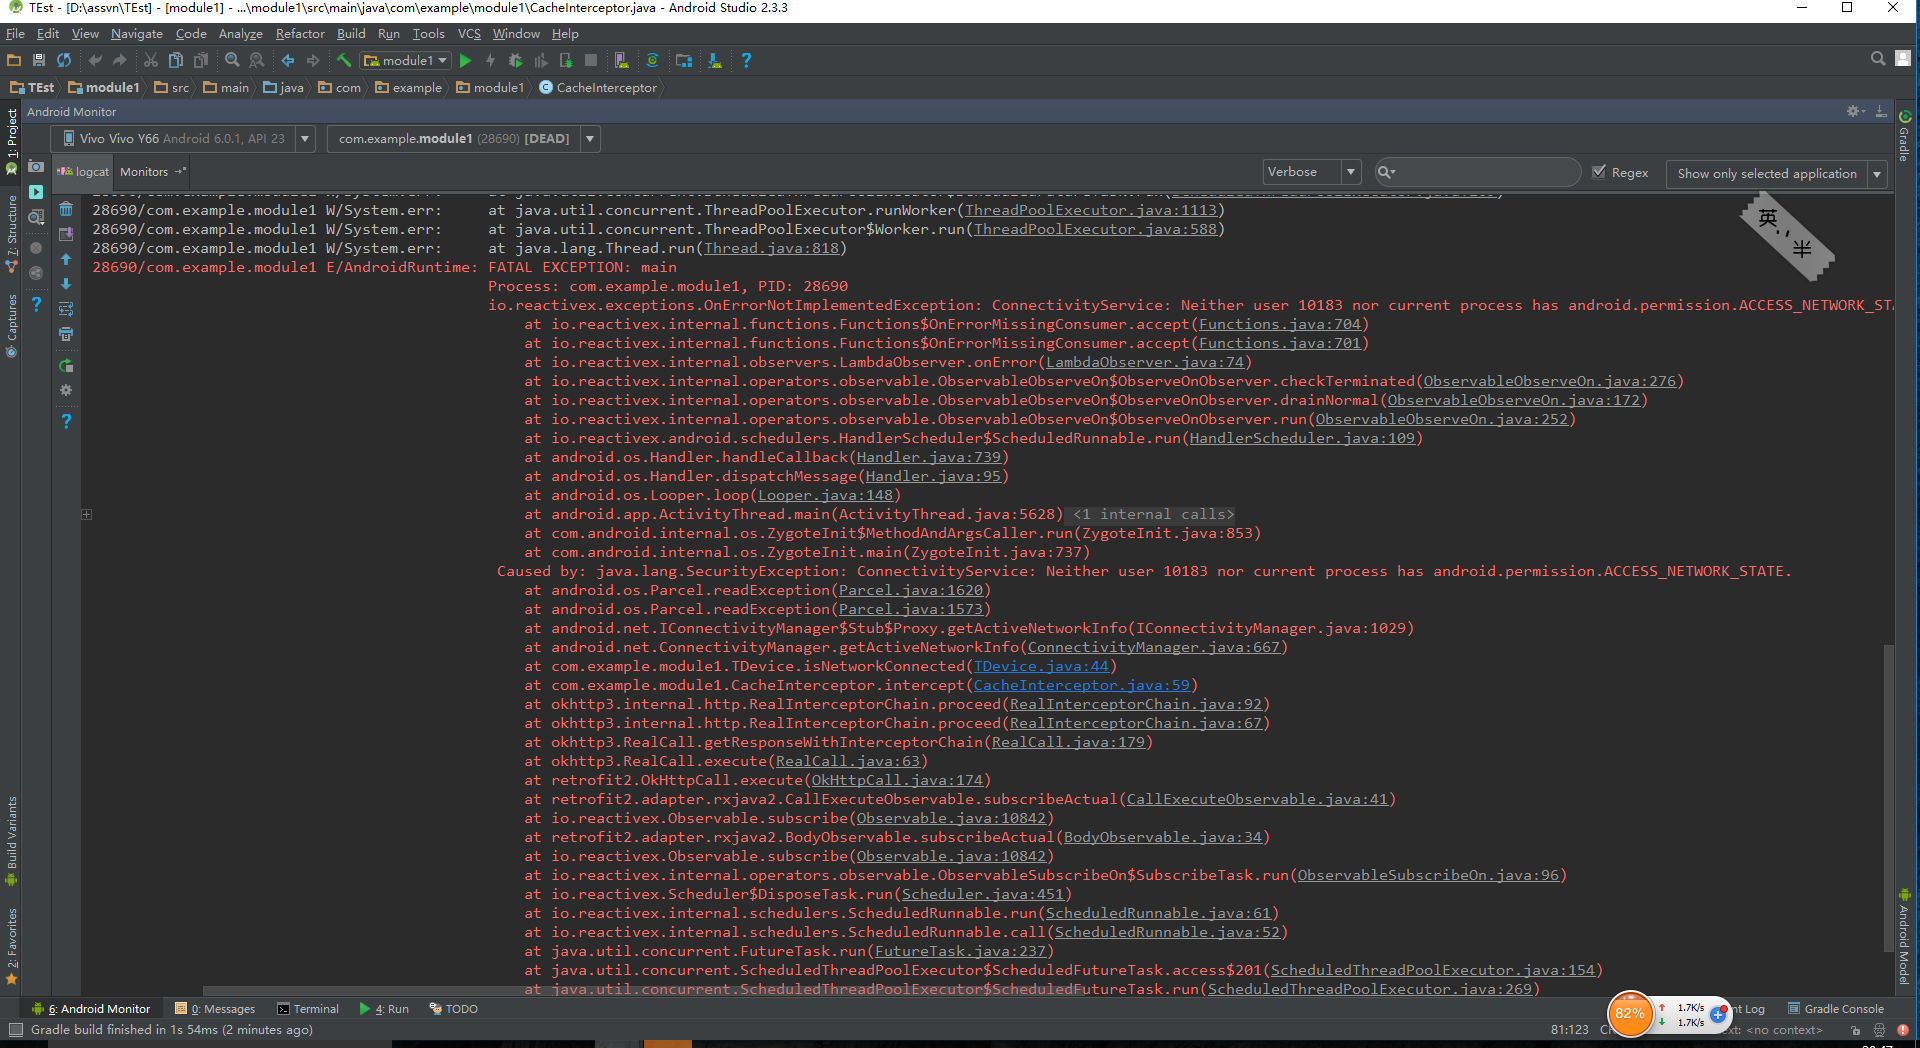 TEst - [D:\assvn\TEst] - [module1] - ...\module1\src\main\java\com\example\module1\CacheInterceptor.java - Android Studio 2.3.3
File Edit View Navigate Code Analyze Refactor Build Run Tools VCS Window Help
module1
TEst module1 src main java com example module1 CacheInterceptor
Android Monitor
Vivo Vivo Y66 Android 6.0.1, API 23 com.example.module1 (28690) [DEAD]
logcat Monitors Verbose Regex Show only selected application
28690/com.example.module1 W/System.err: at java.util.concurrent.ThreadPoolExecutor.runWorker(ThreadPoolExecutor.java:1113)
28690/com.example.module1 W/System.err: at java.util.concurrent.ThreadPoolExecutor$Worker.run(ThreadPoolExecutor.java:588)
28690/com.example.module1 W/System.err: at java.lang.Thread.run(Thread.java:818)
28690/com.example.module1 E/AndroidRuntime: FATAL EXCEPTION: main
Process: com.example.module1, PID: 28690
io.reactivex.exceptions.OnErrorNotImplementedException: ConnectivityService: Neither user 10183 nor current process has android.permission.ACCESS_NETWORK_STA
at io.reactivex.internal.functions.Functions$OnErrorMissingConsumer.accept(Functions.java:704)
at io.reactivex.internal.functions.Functions$OnErrorMissingConsumer.accept(Functions.java:701)
at io.reactivex.internal.observers.LambdaObserver.onError(LambdaObserver.java:74)
at io.reactivex.internal.operators.observable.ObservableObserveOn$ObserveOnObserver.checkTerminated(ObservableObserveOn.java:276)
at io.reactivex.internal.operators.observable.ObservableObserveOn$ObserveOnObserver.drainNormal(ObservableObserveOn.java:172)
at io.reactivex.internal.operators.observable.ObservableObserveOn$ObserveOnObserver.run(ObservableObserveOn.java:252)
at io.reactivex.android.schedulers.HandlerScheduler$ScheduledRunnable.run(HandlerScheduler.java:109)
at android.os.Handler.handleCallback(Handler.java:739)
at android.os.Handler.dispatchMessage(Handler.java:95)
at android.os.Looper.loop(Looper.java:148)
at android.app.ActivityThread.main(ActivityThread.java:5628) <1 internal calls>
at com.android.internal.os.ZygoteInit$MethodAndArgsCaller.run(ZygoteInit.java:853)
at com.android.internal.os.ZygoteInit.main(ZygoteInit.java:737)
Caused by: java.lang.SecurityException: ConnectivityService: Neither user 10183 nor current process has android.permission.ACCESS_NETWORK_STATE.
at android.os.Parcel.readException(Parcel.java:1620)
at android.os.Parcel.readException(Parcel.java:1573)
at android.net.IConnectivityManager$Stub$Proxy.getActiveNetworkInfo(IConnectivityManager.java:1029)
at android.net.ConnectivityManager.getActiveNetworkInfo(ConnectivityManager.java:667)
at com.example.module1.TDevice.isNetworkConnected(TDevice.java:44)
at com.example.module1.CacheInterceptor.intercept(CacheInterceptor.java:59)
at okhttp3.internal.http.RealInterceptorChain.proceed(RealInterceptorChain.java:92)
at okhttp3.internal.http.RealInterceptorChain.proceed(RealInterceptorChain.java:67)
at okhttp3.RealCall.getResponseWithInterceptorChain(RealCall.java:179)
at okhttp3.RealCall.execute(RealCall.java:63)
at retrofit2.OkHttpCall.execute(OkHttpCall.java:174)
at retrofit2.adapter.rxjava2.CallExecuteObservable.subscribeActual(CallExecuteObservable.java:41)
at io.reactivex.Observable.subscribe(Observable.java:10842)
at retrofit2.adapter.rxjava2.BodyObservable.subscribeActual(BodyObservable.java:34)
at io.reactivex.Observable.subscribe(Observable.java:10842)
at io.reactivex.internal.operators.observable.ObservableSubscribeOn$SubscribeTask.run(ObservableSubscribeOn.java:96)
at io.reactivex.Scheduler$DisposeTask.run(Scheduler.java:451)
at io.reactivex.internal.schedulers.ScheduledRunnable.run(ScheduledRunnable.java:61)
at io.reactivex.internal.schedulers.ScheduledRunnable.call(ScheduledRunnable.java:52)
at java.util.concurrent.FutureTask.run(FutureTask.java:237)
at java.util.concurrent.ScheduledThreadPoolExecutor$ScheduledFutureTask.access$201(ScheduledThreadPoolExecutor.java:154)
at java.util.concurrent.ScheduledThreadPoolExecutor$ScheduledFutureTask.run(ScheduledThreadPoolExecutor.java:269)
英 半
1: Project
7: Structure
Captures
Build Variants
2: Favorites
Gradle
Android Model
6: Android Monitor 0: Messages Terminal 4: Run TODO nt Log Gradle Console
82% 1.7K/s
1.7K/s
Gradle build finished in 1s 54ms (2 minutes ago) 81:123 ext: <no context>